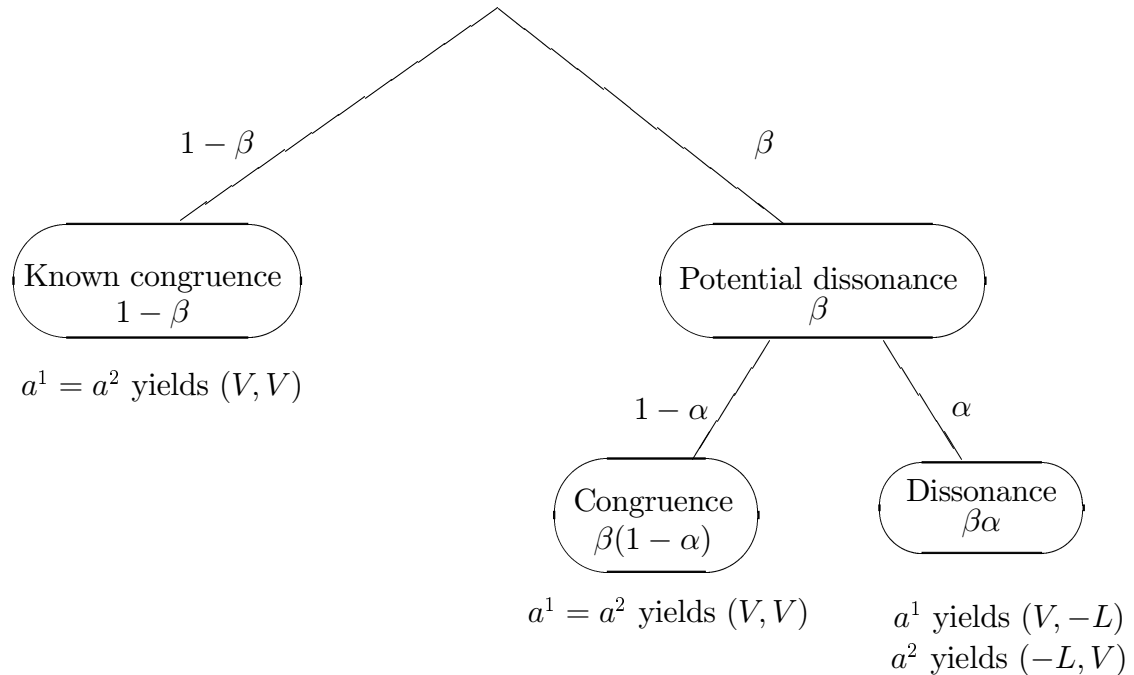 1 − β
β
Known congruence
1 − β
a¹ = a² yields (V, V)
Potential dissonance
β
1 − α
α
Congruence
β(1 − α)
a¹ = a² yields (V, V)
Dissonance
βα
a¹ yields (V, −L)
a² yields (−L, V)